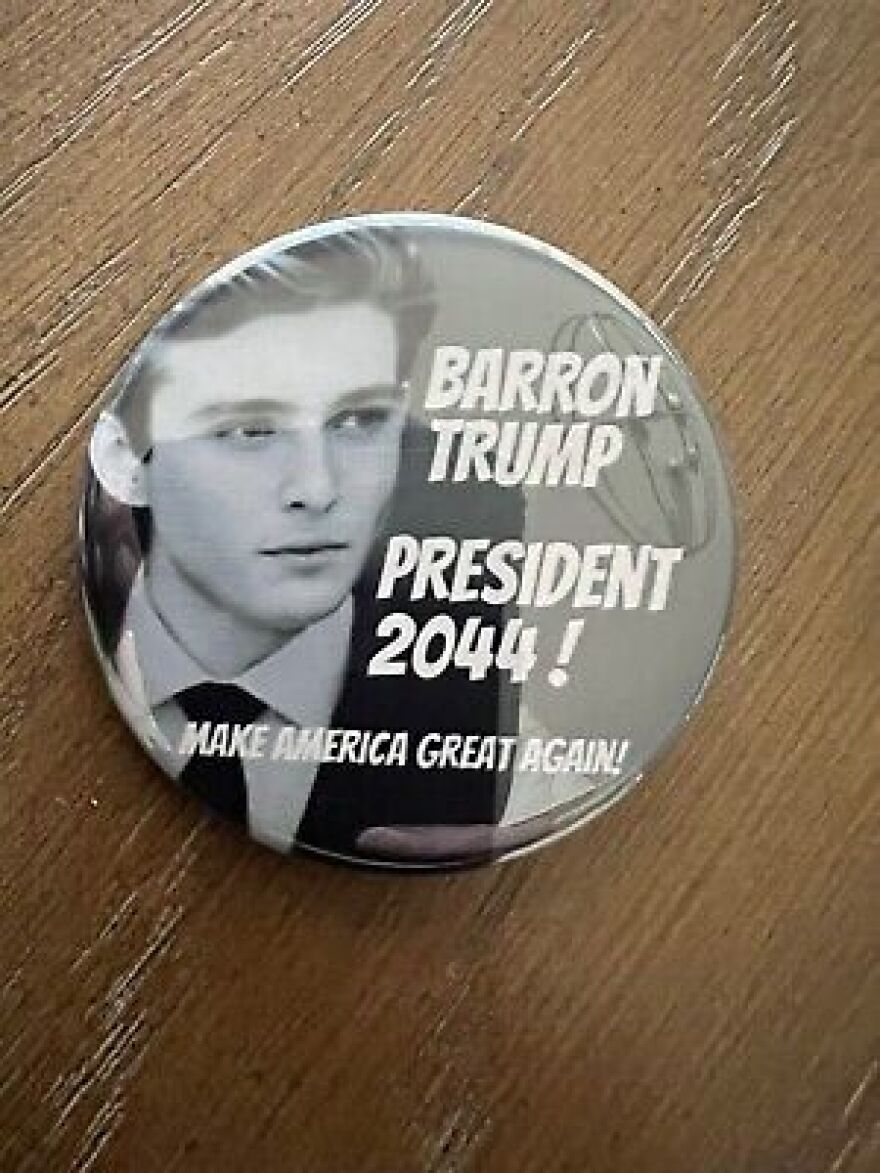 BARRON
TRUMP
PRESIDENT
2044!
MAKE AMERICA GREAT AGAIN!